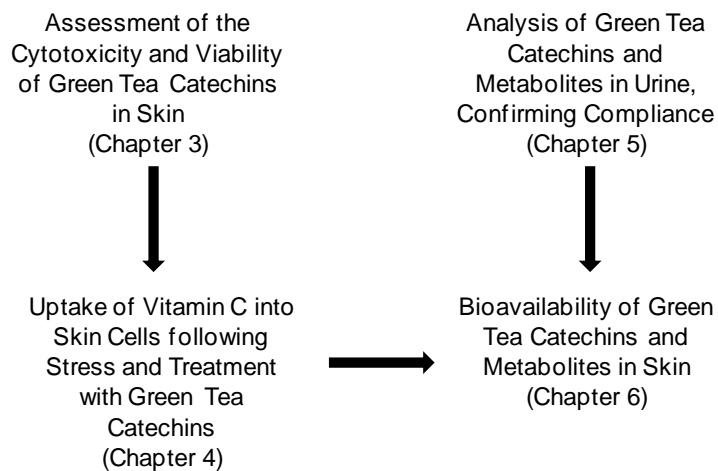 Assessment of the
Cytotoxicity and Viability
of Green Tea Catechins
in Skin
(Chapter 3)
Analysis of Green Tea
Catechins and
Metabolites in Urine,
Confirming Compliance
(Chapter 5)
Uptake of Vitamin C into
Skin Cells following
Stress and Treatment
with Green Tea
Catechins
(Chapter 4)
Bioavailability of Green
Tea Catechins and
Metabolites in Skin
(Chapter 6)